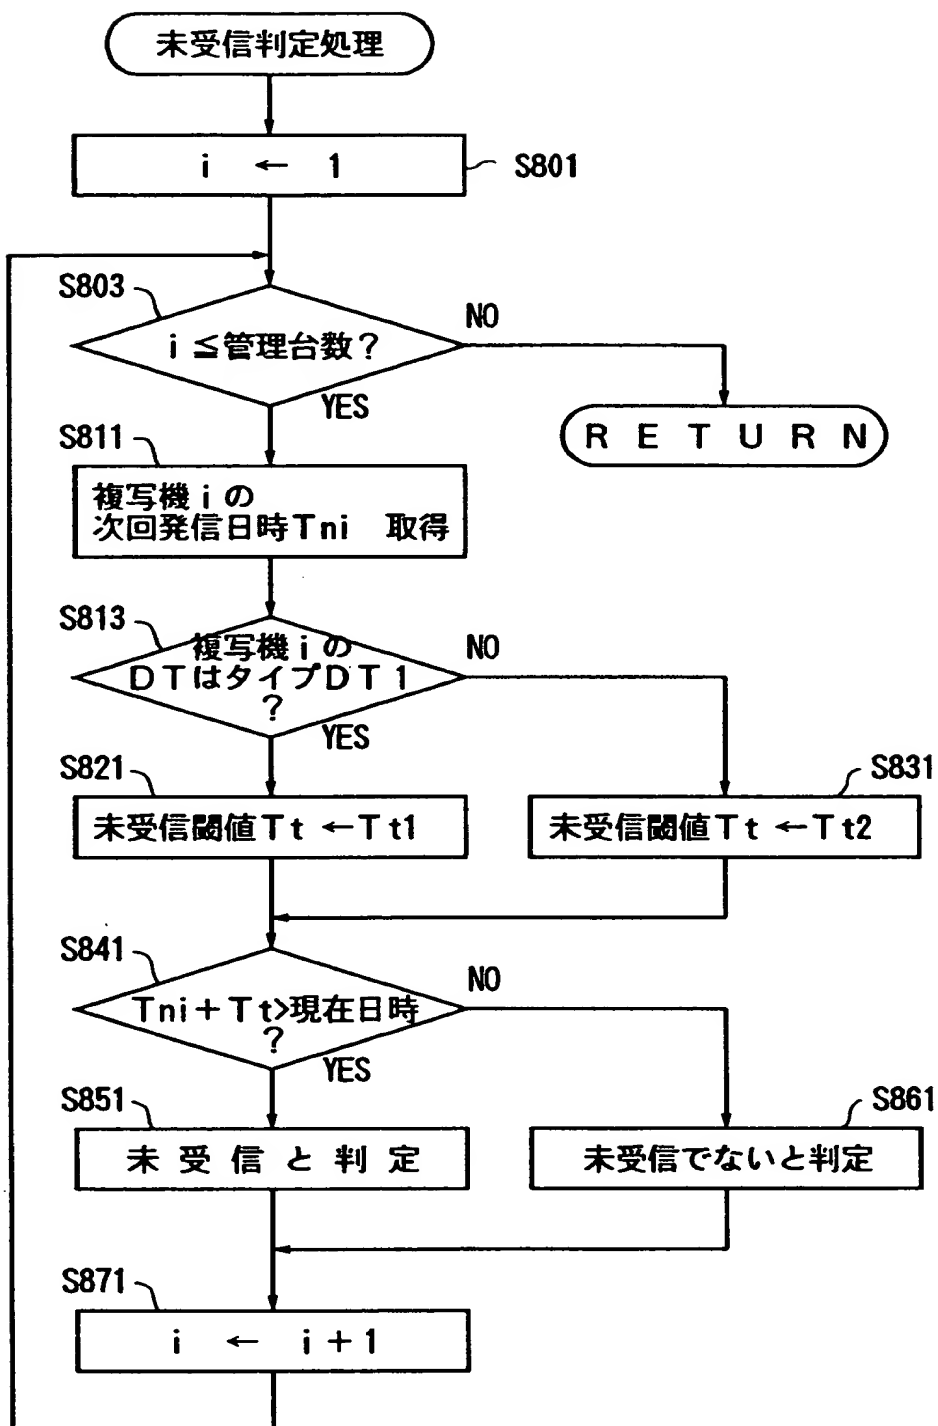 未受信判定処理
i ← 1
S801
S803
i≦管理台数?
NO
YES
RETURN
S811
複写機iの
次回発信日時Tni 取得
S813
複写機iの
DTはタイプDT1
?
NO
YES
S821
未受信閾値Tt←Tt1
S831
未受信閾値Tt←Tt2
S841
Tni+Tt>現在日時
?
NO
YES
S851
未受信と判定
S861
未受信でないと判定
S871
i ← i+1